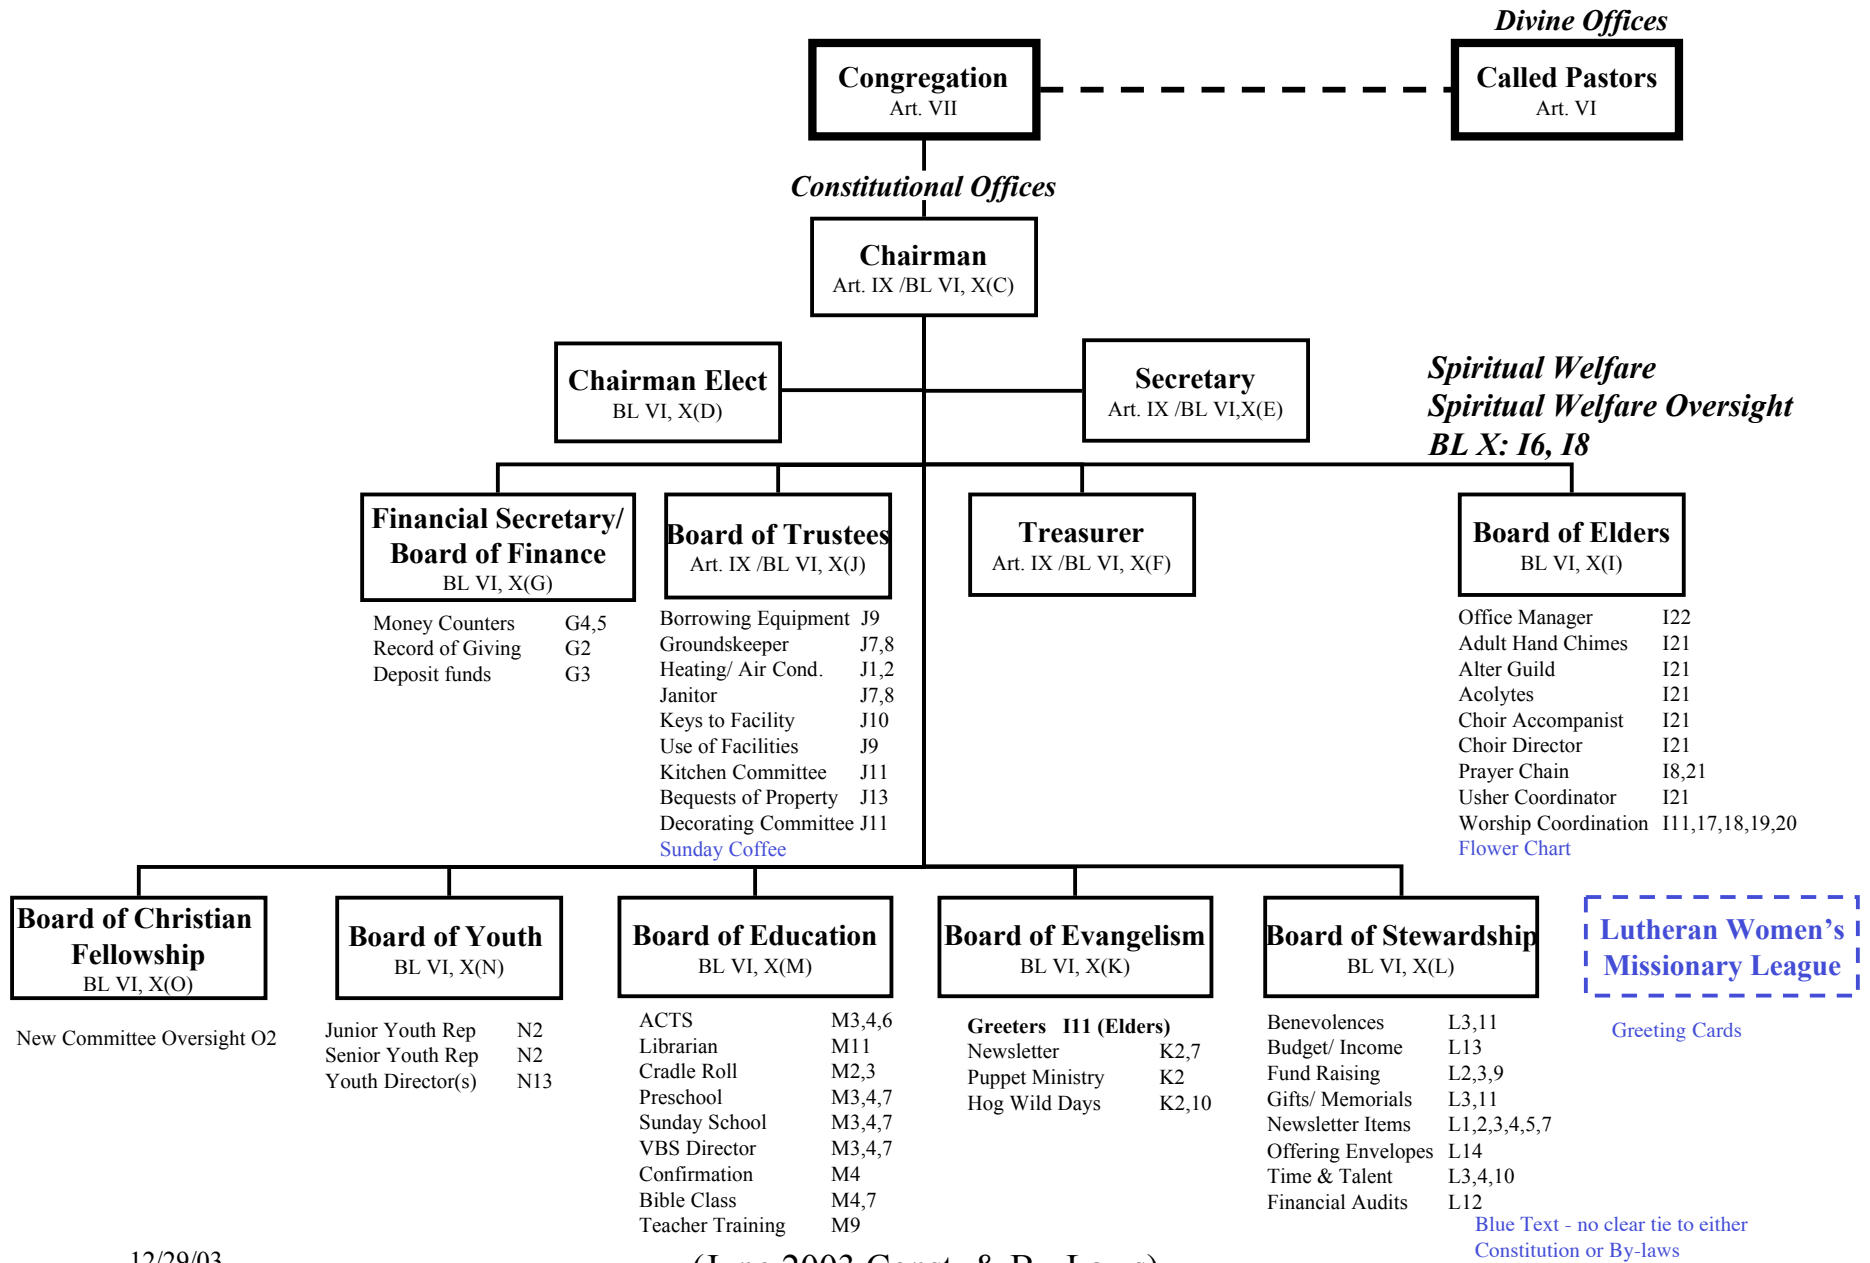 Divine Offices
Congregation
Art. VII
Called Pastors
Art. VI
Constitutional Offices
Chairman
Art. IX /BL VI, X(C)
Chairman Elect
BL VI, X(D)
Secretary
Art. IX /BL VI,X(E)
Spiritual Welfare
Spiritual Welfare Oversight
BL X: I6, I8
Financial Secretary/
Board of Finance
BL VI, X(G)
Money Counters G4,5
Record of Giving G2
Deposit funds G3
Board of Trustees
Art. IX /BL VI, X(J)
Borrowing Equipment J9
Groundskeeper J7,8
Heating/ Air Cond. J1,2
Janitor J7,8
Keys to Facility J10
Use of Facilities J9
Kitchen Committee J11
Bequests of Property J13
Decorating Committee J11
Sunday Coffee
Treasurer
Art. IX /BL VI, X(F)
Board of Elders
BL VI, X(I)
Office Manager I22
Adult Hand Chimes I21
Alter Guild I21
Acolytes I21
Choir Accompanist I21
Choir Director I21
Prayer Chain I8,21
Usher Coordinator I21
Worship Coordination I11,17,18,19,20
Flower Chart
Board of Christian
Fellowship
BL VI, X(O)
New Committee Oversight O2
Board of Youth
BL VI, X(N)
Junior Youth Rep N2
Senior Youth Rep N2
Youth Director(s) N13
Board of Education
BL VI, X(M)
ACTS M3,4,6
Librarian M11
Cradle Roll M2,3
Preschool M3,4,7
Sunday School M3,4,7
VBS Director M3,4,7
Confirmation M4
Bible Class M4,7
Teacher Training M9
Board of Evangelism
BL VI, X(K)
Greeters I11 (Elders)
Newsletter K2,7
Puppet Ministry K2
Hog Wild Days K2,10
Board of Stewardship
BL VI, X(L)
Benevolences L3,11
Budget/ Income L13
Fund Raising L2,3,9
Gifts/ Memorials L3,11
Newsletter Items L1,2,3,4,5,7
Offering Envelopes L14
Time & Talent L3,4,10
Financial Audits L12
Lutheran Women's
Missionary League
Greeting Cards
Blue Text - no clear tie to either
Constitution or By-laws
12/29/03
(June 2003 Const. & By-Laws)